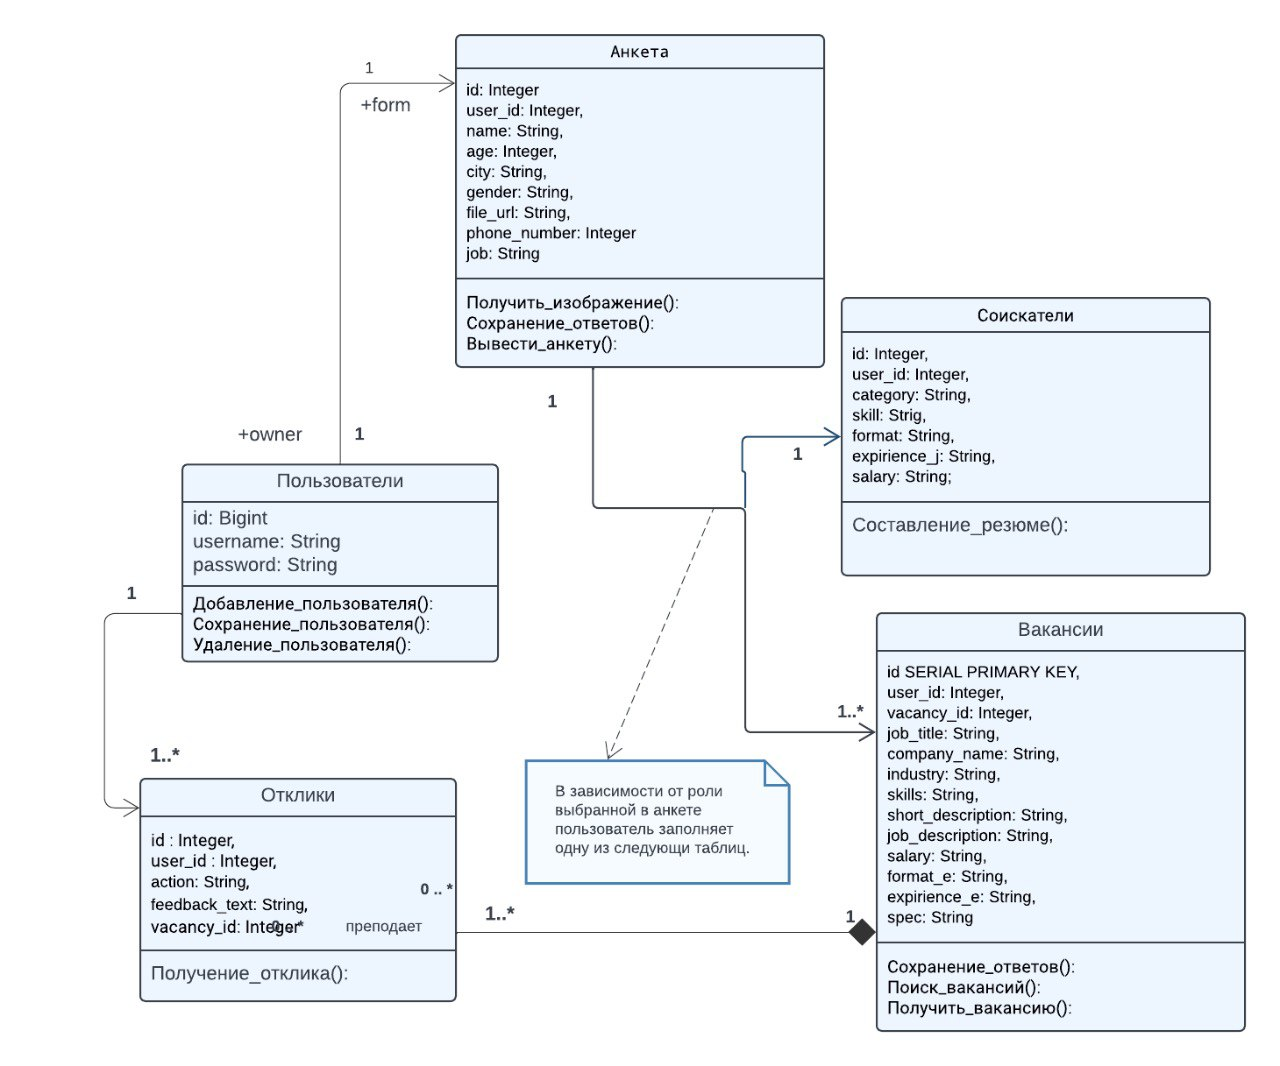 Анкета
id: Integer
user_id: Integer,
name: String,
age: Integer,
city: String,
gender: String,
file_url: String,
phone_number: Integer
job: String
Получить_изображение():
Сохранение_ответов():
Вывести_анкету():
1
+form
+owner
1
1
Соискатели
id: Integer,
user_id: Integer,
category: String,
skill: Strig,
format: String,
expirience_j: String,
salary: String;
Составление_резюме():
1
Пользователи
id: Bigint
username: String
password: String
Добавление_пользователя():
Сохранение_пользователя():
Удаление_пользователя():
1
1..*
Вакансии
id SERIAL PRIMARY KEY,
user_id: Integer,
vacancy_id: Integer,
job_title: String,
company_name: String,
industry: String,
skills: String,
short_description: String,
job_description: String,
salary: String,
format_e: String,
expirience_e: String,
spec: String
Сохранение_ответов():
Поиск_вакансий():
Получить_вакансию():
1..*
В зависимости от роли
выбранной в анкете
пользователь заполняет
одну из следующи таблиц.
Отклики
id : Integer,
user_id : Integer,
action: String,
feedback_text: String,
vacancy_id: Integer
0 .. *
0 .. *
преподает
Получение_отклика():
1..*
1